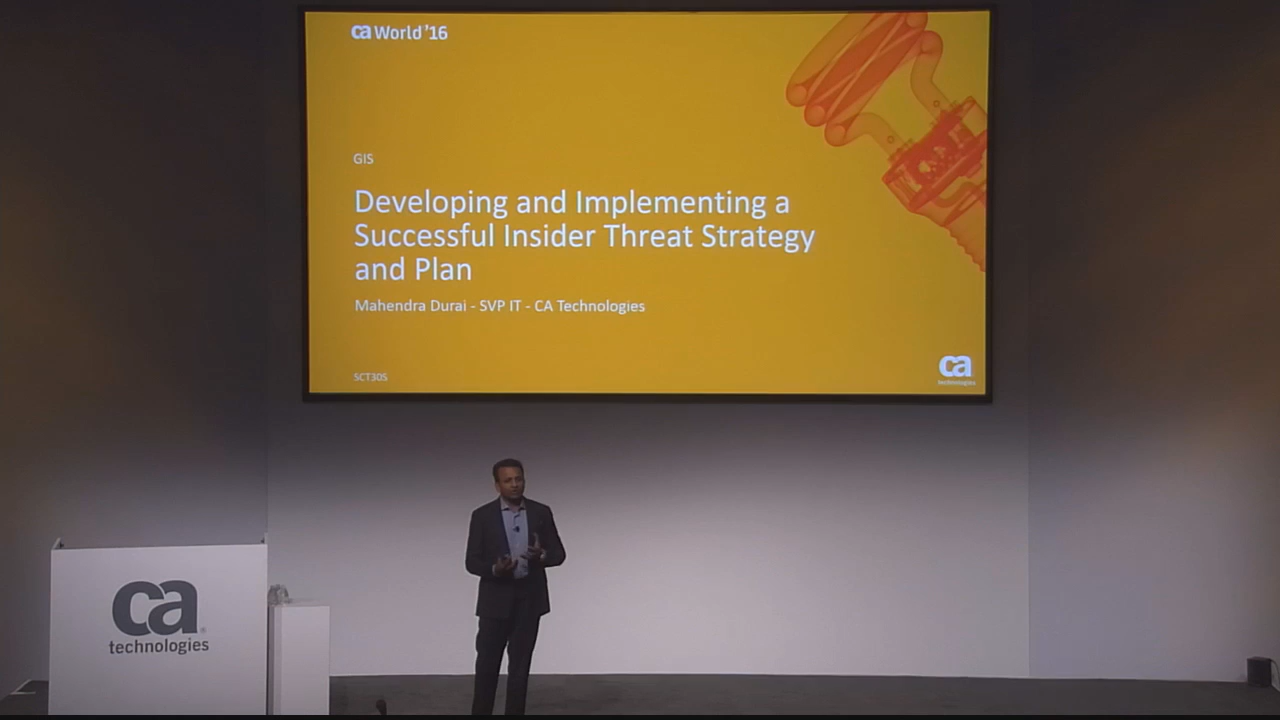 ca World '16
GIS
Developing and Implementing a
Successful Insider Threat Strategy
and Plan
Mahendra Durai - SVP IT - CA Technologies
SCT30S
ca
technologies
ca
technologies